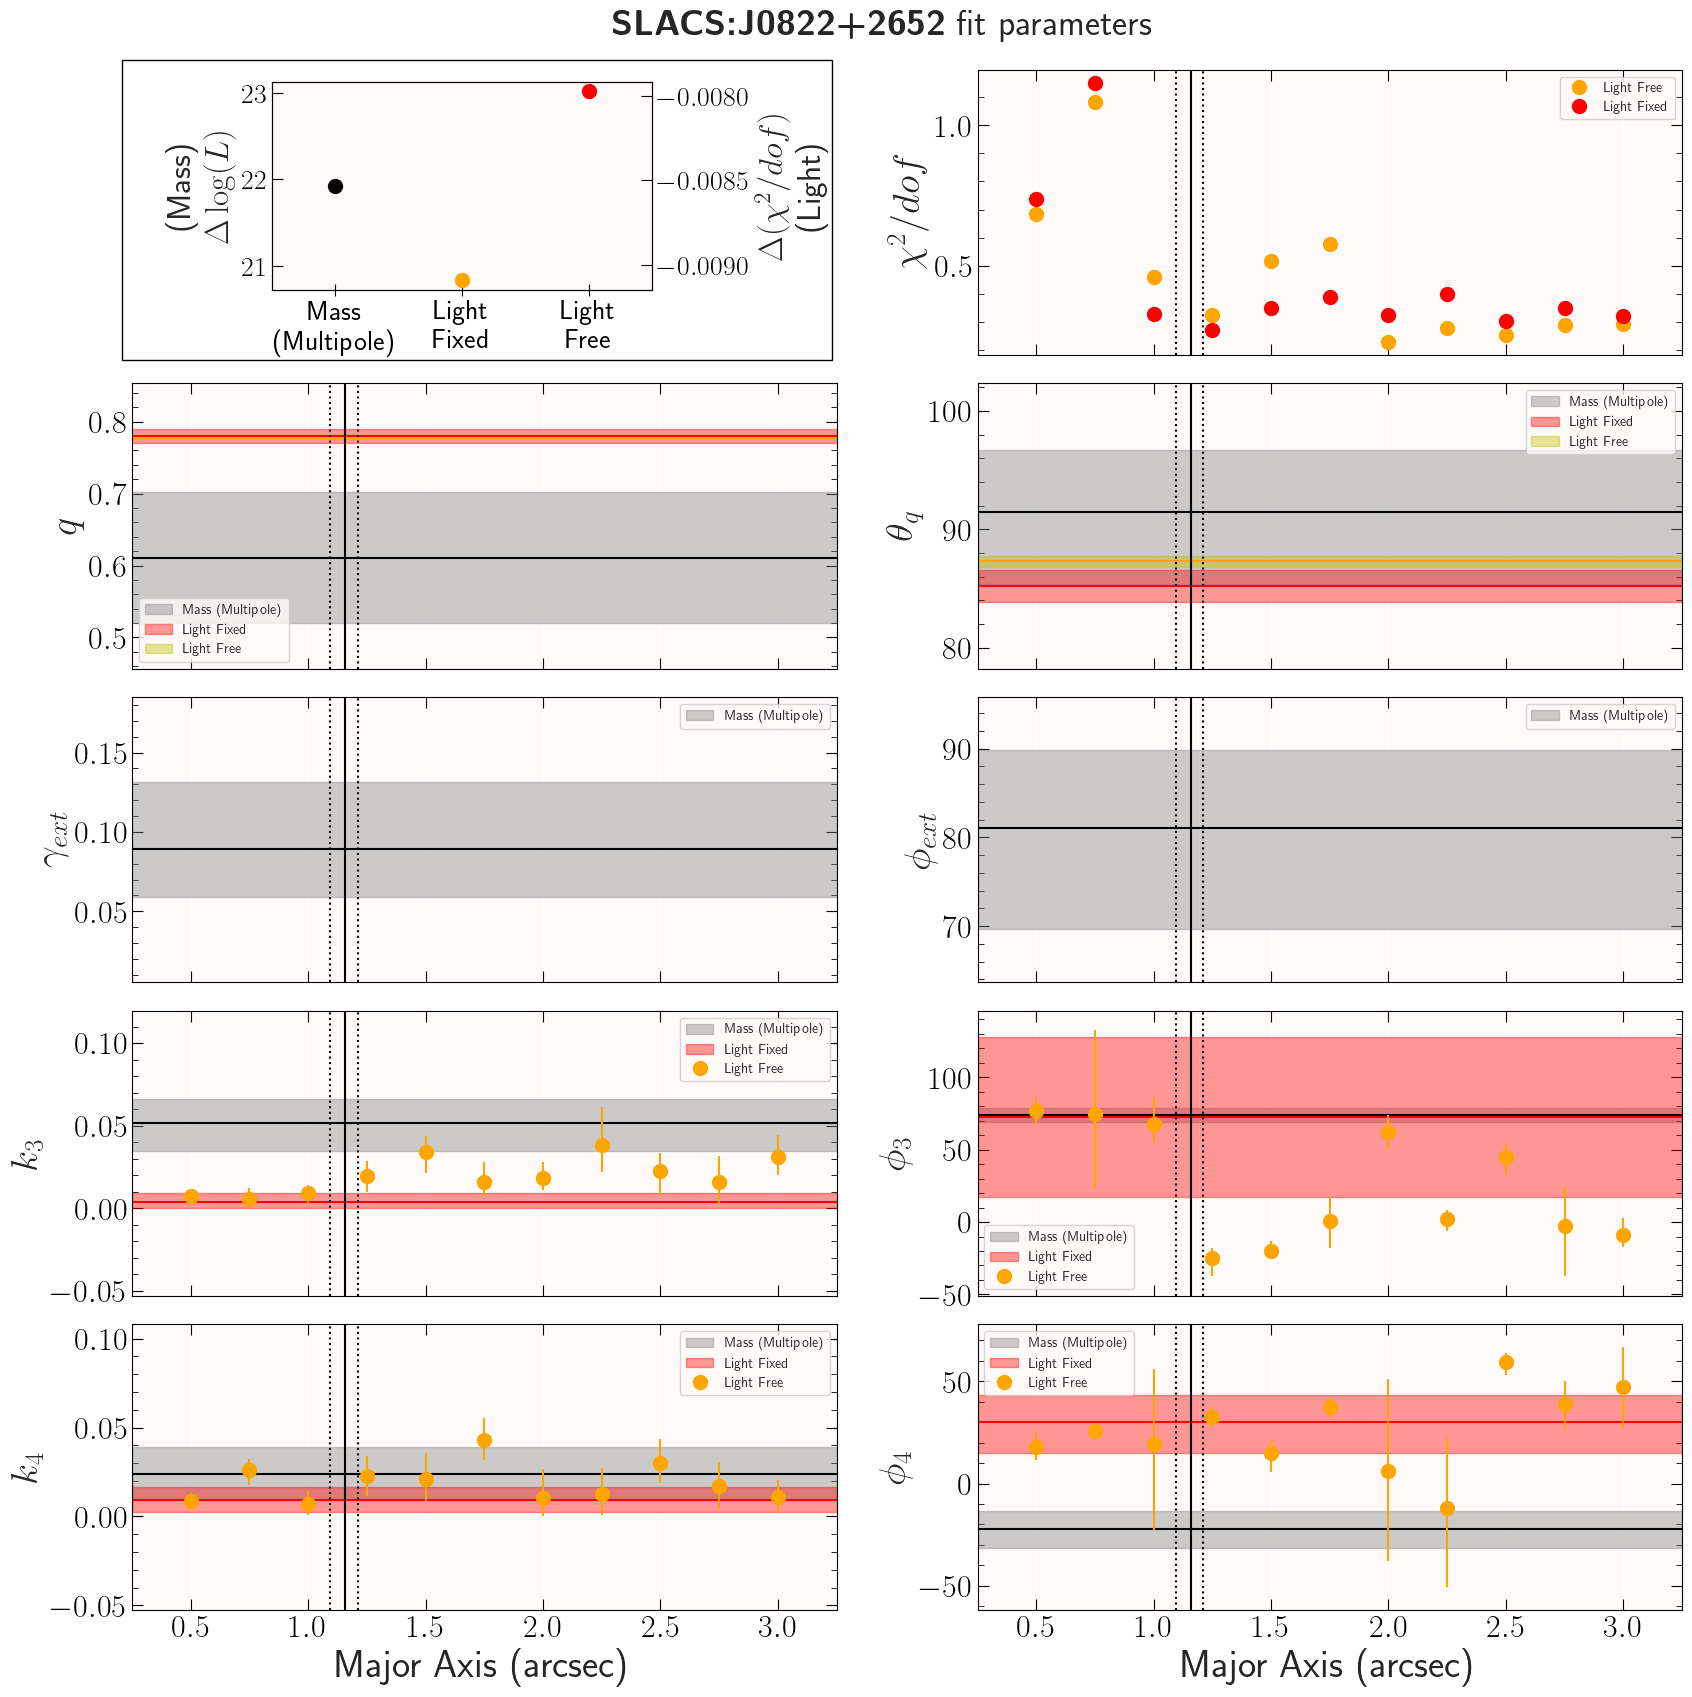 SLACS:J0822+2652 fit parameters
(Mass)
Δ log(L)
23
22
21
−0.0080
−0.0085
−0.0090
Δ(χ²/dof)
(Light)
Mass
(Multipole)
Light
Fixed
Light
Free
χ²/dof
1.0
0.5
Light Free
Light Fixed
q
0.8
0.7
0.6
0.5
Mass (Multipole)
Light Fixed
Light Free
θ_q
100
90
80
Mass (Multipole)
Light Fixed
Light Free
γ_ext
0.15
0.10
0.05
Mass (Multipole)
ϕ_ext
90
80
70
Mass (Multipole)
k_3
0.10
0.05
0.00
−0.05
Mass (Multipole)
Light Fixed
Light Free
ϕ_3
100
50
0
−50
Mass (Multipole)
Light Fixed
Light Free
k_4
0.10
0.05
0.00
−0.05
Mass (Multipole)
Light Fixed
Light Free
0.5 1.0 1.5 2.0 2.5 3.0
Major Axis (arcsec)
ϕ_4
50
0
−50
Mass (Multipole)
Light Fixed
Light Free
0.5 1.0 1.5 2.0 2.5 3.0
Major Axis (arcsec)